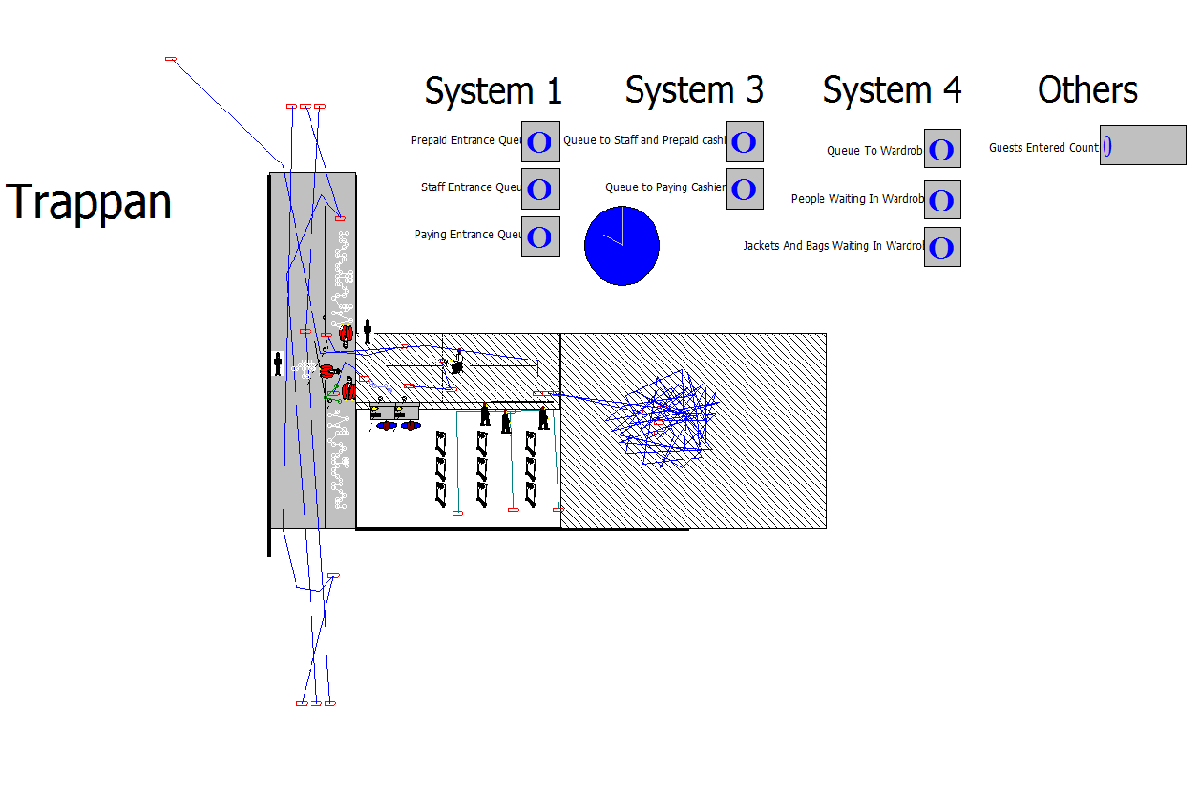 System 1
System 3
System 4
Others
Prepaid Entrance Queu
0
Queue to Staff and Prepaid cashi
0
Queue To Wardrob
0
Guests Entered Count
0
Staff Entrance Queu
0
Queue to Paying Cashier
0
People Waiting In Wardrob
0
Trappan
Paying Entrance Queu
0
Jackets And Bags Waiting In Wardrol
0